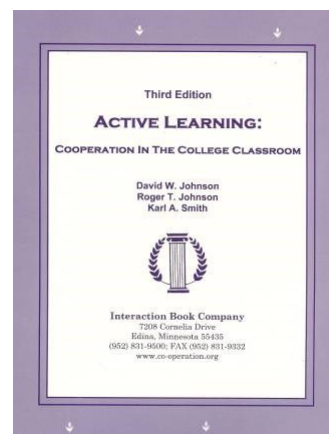 Third Edition
ACTIVE LEARNING:
COOPERATION IN THE COLLEGE CLASSROOM
David W. Johnson
Roger T. Johnson
Karl A. Smith
Interaction Book Company
7208 Cornelia Drive
Edina, Minnesota 55435
(952) 831-9500; FAX (952) 831-9332
www.co-operation.org